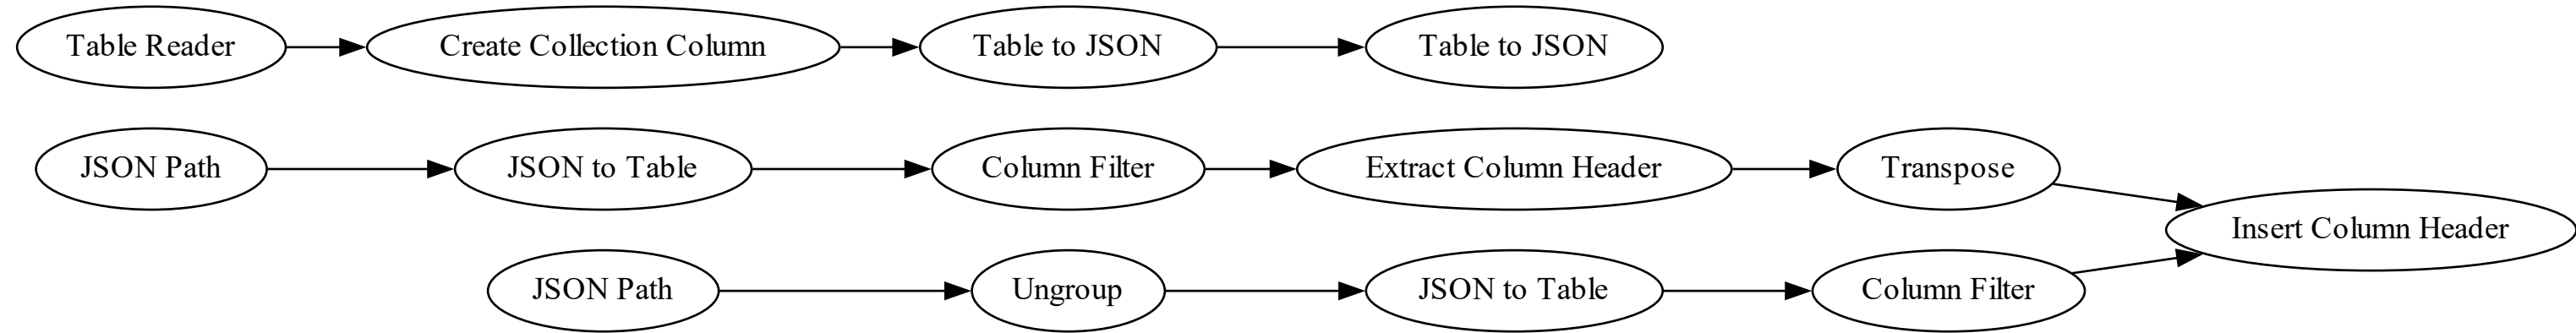 Table Reader
Create Collection Column
Table to JSON
Table to JSON
JSON Path
JSON to Table
Column Filter
Extract Column Header
Transpose
Insert Column Header
JSON Path
Ungroup
JSON to Table
Column Filter